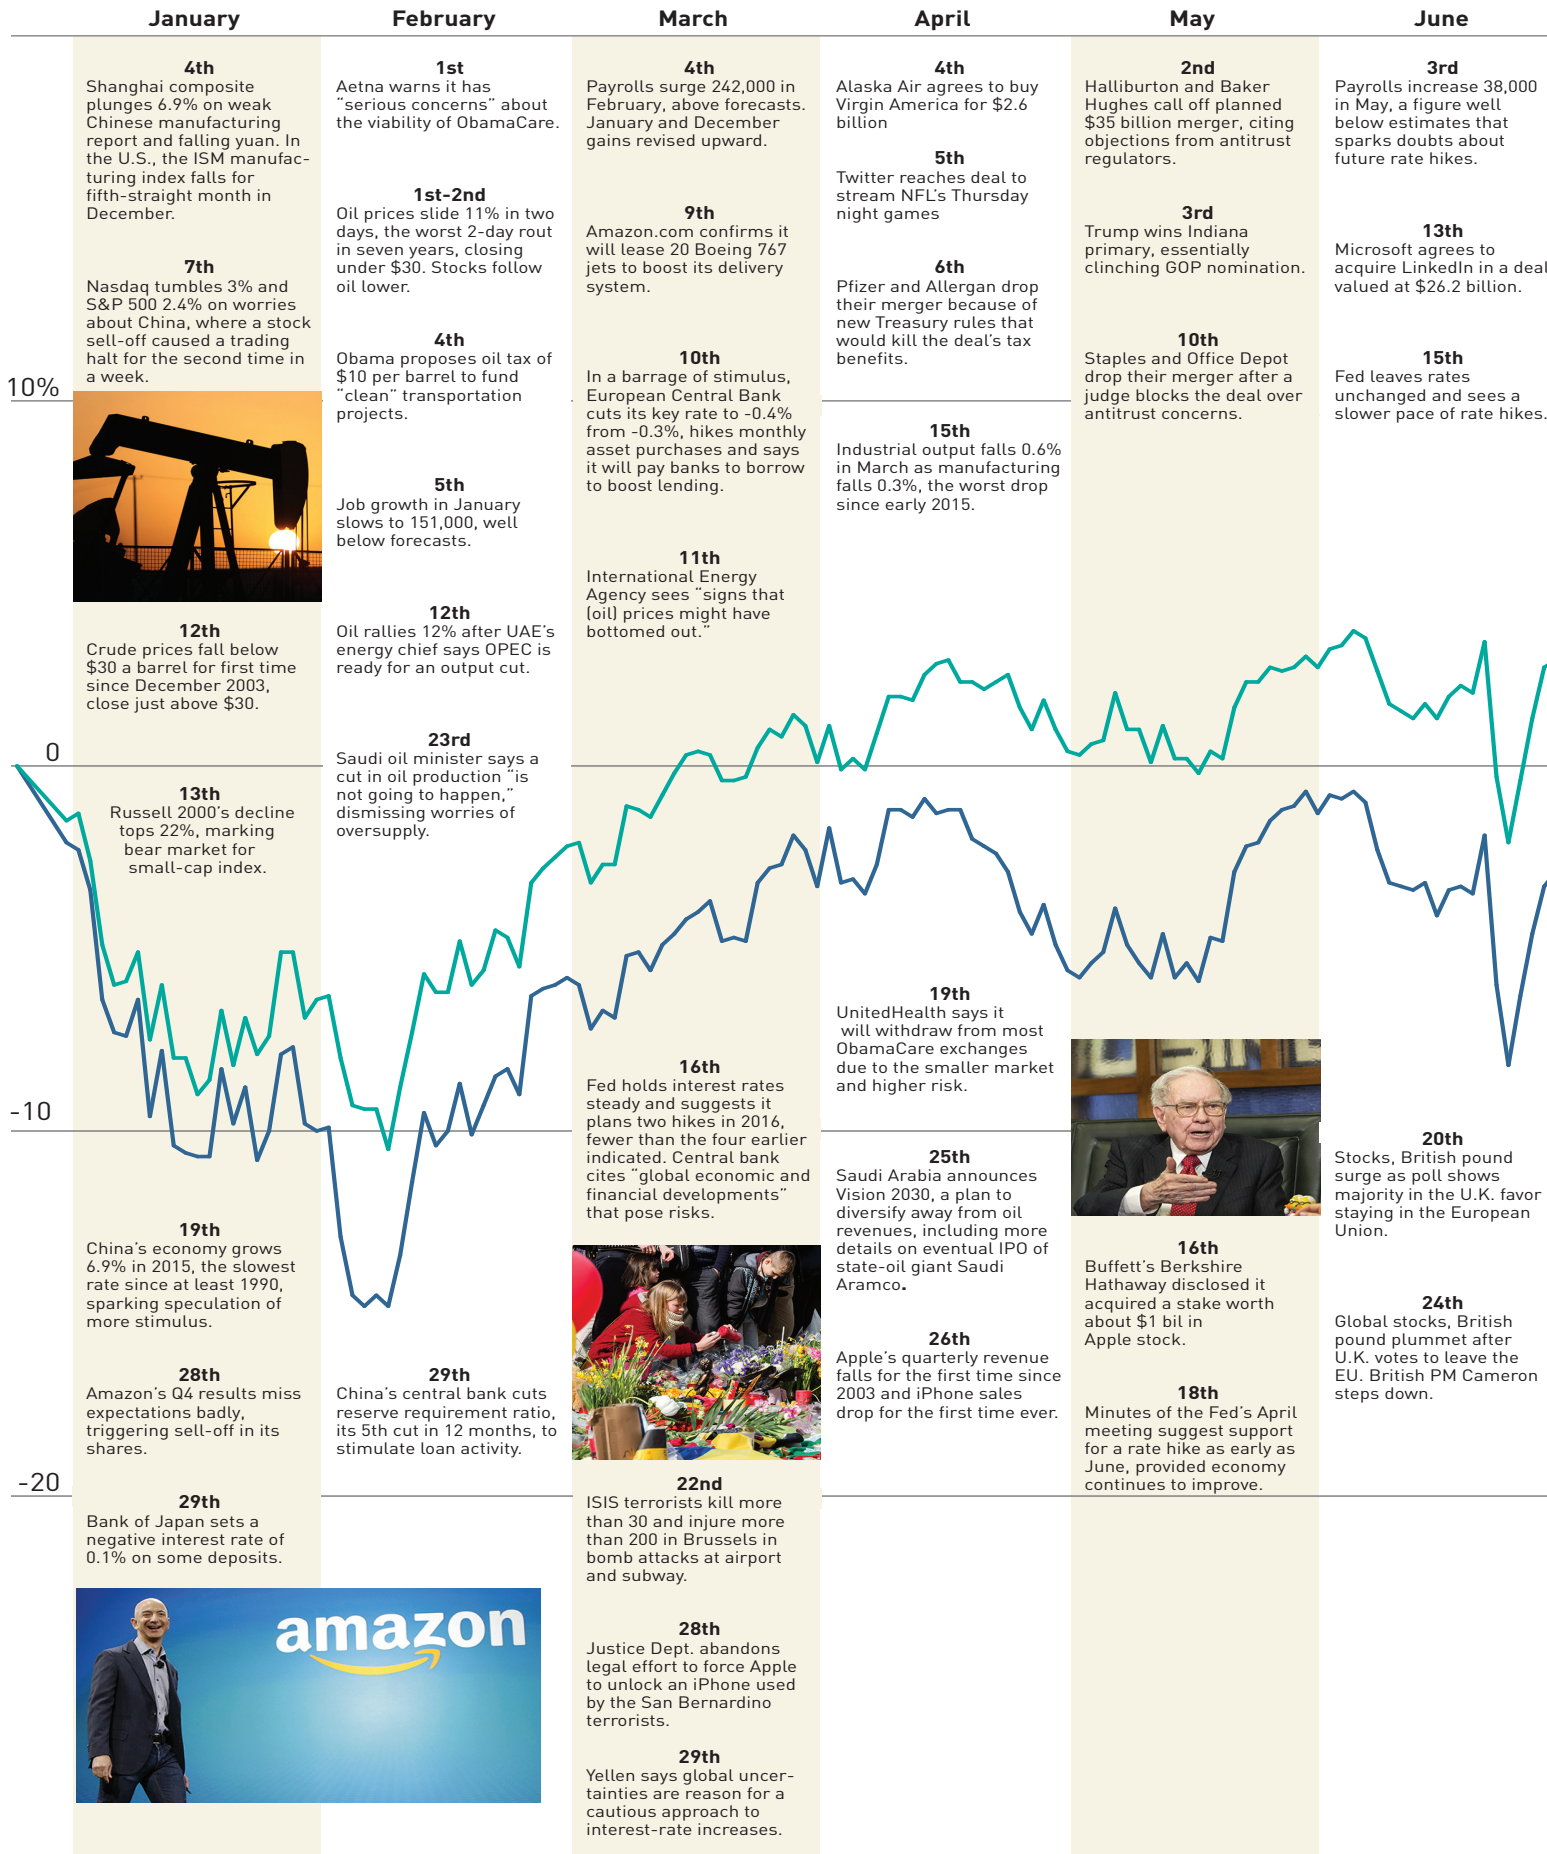 January
4th
Shanghai composite
plunges 6.9% on weak
Chinese manufacturing
report and falling yuan. In
the U.S., the ISM manufac-
turing index falls for
fifth-straight month in
December.
7th
Nasdaq tumbles 3% and
S&P 500 2.4% on worries
about China, where a stock
sell-off caused a trading
halt for the second time in
a week.
12th
Crude prices fall below
$30 a barrel for first time
since December 2003,
close just above $30.
13th
Russell 2000's decline
tops 22%, marking
bear market for
small-cap index.
19th
China's economy grows
6.9% in 2015, the slowest
rate since at least 1990,
sparking speculation of
more stimulus.
28th
Amazon's Q4 results miss
expectations badly,
triggering sell-off in its
shares.
29th
Bank of Japan sets a
negative interest rate of
0.1% on some deposits.
amazon
February
1st
Aetna warns it has
"serious concerns" about
the viability of ObamaCare.
1st-2nd
Oil prices slide 11% in two
days, the worst 2-day rout
in seven years, closing
under $30. Stocks follow
oil lower.
4th
Obama proposes oil tax of
$10 per barrel to fund
"clean" transportation
projects.
5th
Job growth in January
slows to 151,000, well
below forecasts.
12th
Oil rallies 12% after UAE's
energy chief says OPEC is
ready for an output cut.
23rd
Saudi oil minister says a
cut in oil production "is
not going to happen,"
dismissing worries of
oversupply.
29th
China's central bank cuts
reserve requirement ratio,
its 5th cut in 12 months, to
stimulate loan activity.
March
4th
Payrolls surge 242,000 in
February, above forecasts.
January and December
gains revised upward.
9th
Amazon.com confirms it
will lease 20 Boeing 767
jets to boost its delivery
system.
10th
In a barrage of stimulus,
European Central Bank
cuts its key rate to -0.4%
from -0.3%, hikes monthly
asset purchases and says
it will pay banks to borrow
to boost lending.
11th
International Energy
Agency sees "signs that
(oil) prices might have
bottomed out."
16th
Fed holds interest rates
steady and suggests it
plans two hikes in 2016,
fewer than the four earlier
indicated. Central bank
cites "global economic and
financial developments"
that pose risks.
22nd
ISIS terrorists kill more
than 30 and injure more
than 200 in Brussels in
bomb attacks at airport
and subway.
28th
Justice Dept. abandons
legal effort to force Apple
to unlock an iPhone used
by the San Bernardino
terrorists.
29th
Yellen says global uncer-
tainties are reason for a
cautious approach to
interest-rate increases.
April
4th
Alaska Air agrees to buy
Virgin America for $2.6
billion
5th
Twitter reaches deal to
stream NFL's Thursday
night games
6th
Pfizer and Allergan drop
their merger because of
new Treasury rules that
would kill the deal's tax
benefits.
15th
Industrial output falls 0.6%
in March as manufacturing
falls 0.3%, the worst drop
since early 2015.
19th
UnitedHealth says it
will withdraw from most
ObamaCare exchanges
due to the smaller market
and higher risk.
25th
Saudi Arabia announces
Vision 2030, a plan to
diversify away from oil
revenues, including more
details on eventual IPO of
state-oil giant Saudi
Aramco.
26th
Apple's quarterly revenue
falls for the first time since
2003 and iPhone sales
drop for the first time ever.
May
2nd
Halliburton and Baker
Hughes call off planned
$35 billion merger, citing
objections from antitrust
regulators.
3rd
Trump wins Indiana
primary, essentially
clinching GOP nomination.
10th
Staples and Office Depot
drop their merger after a
judge blocks the deal over
antitrust concerns.
16th
Buffett's Berkshire
Hathaway disclosed it
acquired a stake worth
about $1 bil in
Apple stock.
18th
Minutes of the Fed's April
meeting suggest support
for a rate hike as early as
June, provided economy
continues to improve.
June
3rd
Payrolls increase 38,000
in May, a figure well
below estimates that
sparks doubts about
future rate hikes.
13th
Microsoft agrees to
acquire LinkedIn in a deal
valued at $26.2 billion.
15th
Fed leaves rates
unchanged and sees a
slower pace of rate hikes.
20th
Stocks, British pound
surge as poll shows
majority in the U.K. favor
staying in the European
Union.
24th
Global stocks, British
pound plummet after
U.K. votes to leave the
EU. British PM Cameron
steps down.
10%
0
-10
-20